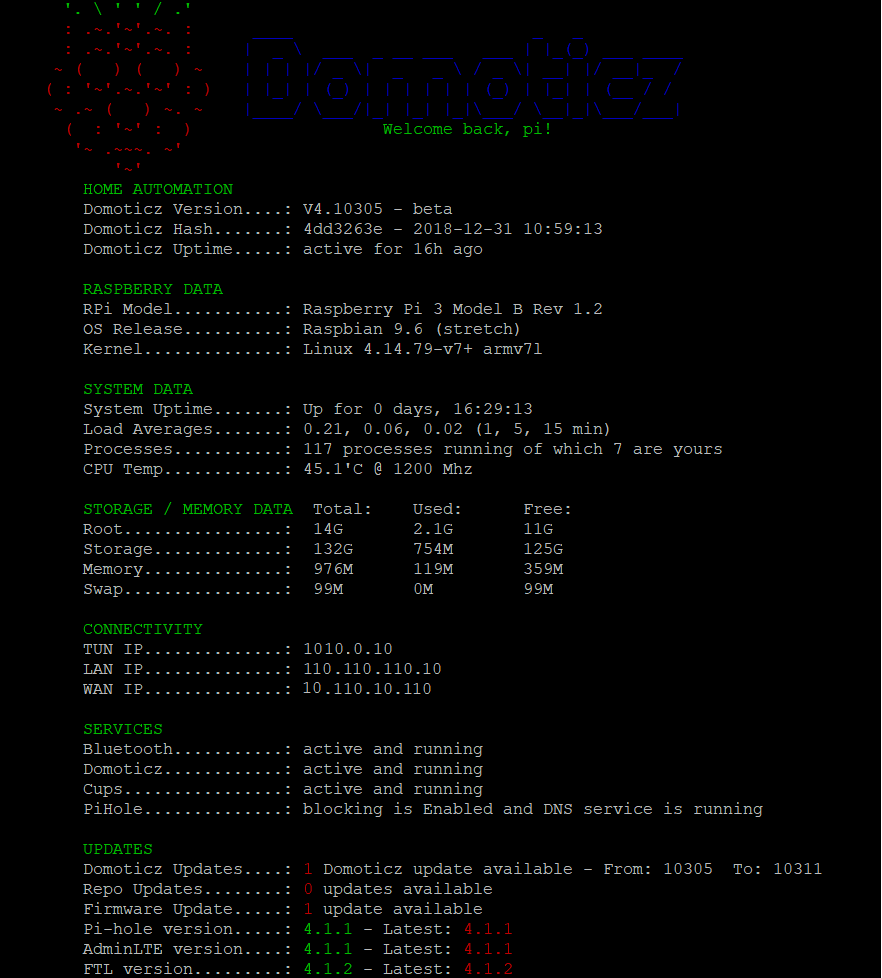 Domoticz
Welcome back, pi!
HOME AUTOMATION
Domoticz Version....: V4.10305 - beta
Domoticz Hash.......: 4dd3263e - 2018-12-31 10:59:13
Domoticz Uptime.....: active for 16h ago
RASPBERRY DATA
RPi Model...........: Raspberry Pi 3 Model B Rev 1.2
OS Release..........: Raspbian 9.6 (stretch)
Kernel..............: Linux 4.14.79-v7+ armv7l
SYSTEM DATA
System Uptime.......: Up for 0 days, 16:29:13
Load Averages.......: 0.21, 0.06, 0.02 (1, 5, 15 min)
Processes...........: 117 processes running of which 7 are yours
CPU Temp............: 45.1'C @ 1200 Mhz
STORAGE / MEMORY DATA  Total:    Used:      Free:
Root................:  14G       2.1G       11G
Storage.............:  132G      754M       125G
Memory..............:  976M      119M       359M
Swap................:  99M       0M         99M
CONNECTIVITY
TUN IP..............: 1010.0.10
LAN IP..............: 110.110.110.10
WAN IP..............: 10.110.10.110
SERVICES
Bluetooth...........: active and running
Domoticz............: active and running
Cups................: active and running
PiHole..............: blocking is Enabled and DNS service is running
UPDATES
Domoticz Updates....: 1 Domoticz update available - From: 10305  To: 10311
Repo Updates........: 0 updates available
Firmware Update.....: 1 update available
Pi-hole version.....: 4.1.1 - Latest: 4.1.1
AdminLTE version....: 4.1.1 - Latest: 4.1.1
FTL version.........: 4.1.2 - Latest: 4.1.2